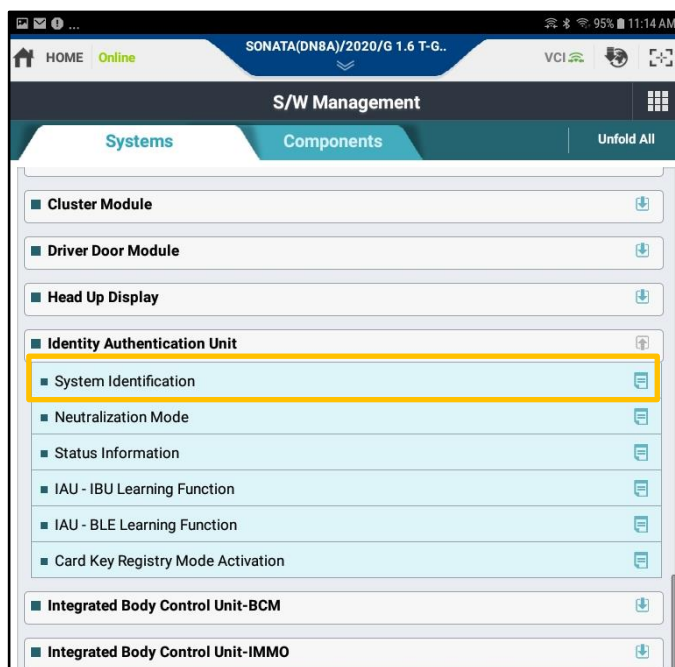 ... 95% 11:14 AM
HOME Online SONATA(DN8A)/2020/G 1.6 T-G.. VCI
S/W Management
Systems Components Unfold All
Cluster Module
Driver Door Module
Head Up Display
Identity Authentication Unit
System Identification
Neutralization Mode
Status Information
IAU - IBU Learning Function
IAU - BLE Learning Function
Card Key Registry Mode Activation
Integrated Body Control Unit-BCM
Integrated Body Control Unit-IMMO